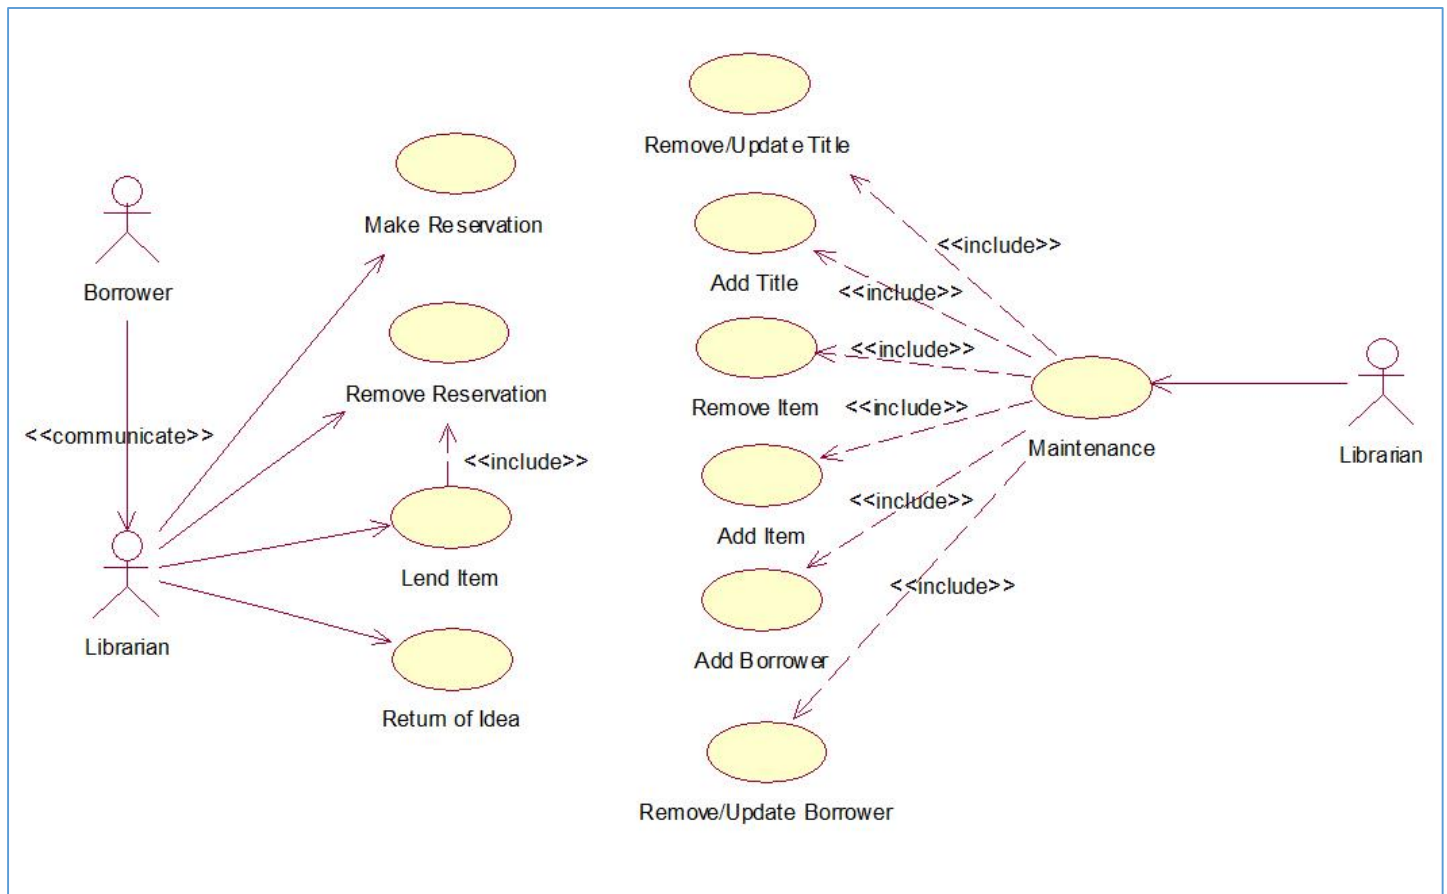 Borrower
<<communicate>>
Librarian
Make Reservation
Remove Reservation
<<include>>
Lend Item
Return of Idea
Remove/Update Title
<<include>>
Add Title
<<include>>
<<include>>
Remove Item
<<include>>
Add Item
<<include>>
Add Borrower
<<include>>
Remove/Update Borrower
Maintenance
Librarian